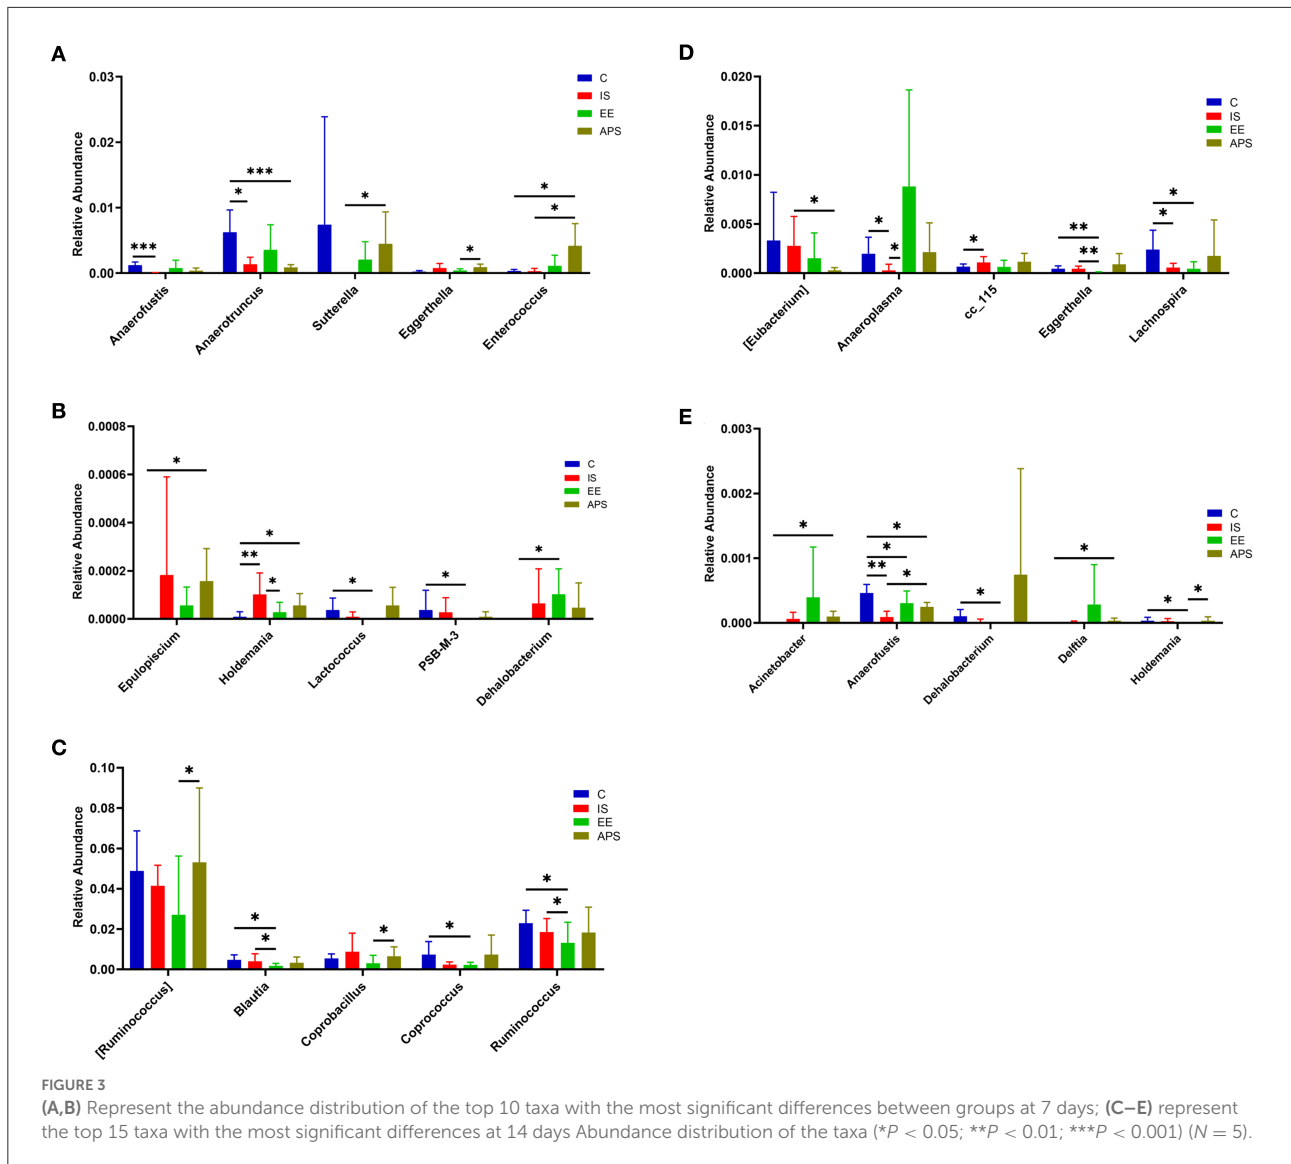 A
Relative Abundance
0.03
0.02
0.01
0.00
***
***
*
*
*
*
*
C
IS
EE
APS
Anaerofustis
Anaerotruncus
Sutterella
Eggerthella
Enterococcus
D
Relative Abundance
0.020
0.015
0.010
0.005
0.000
*
*
*
*
**
**
*
*
C
IS
EE
APS
[Eubacterium]
Anaeroplasma
cc_115
Eggerthella
Lachnospira
B
Relative Abundance
0.0008
0.0006
0.0004
0.0002
0.0000
*
*
**
*
*
*
*
C
IS
EE
APS
Epulopiscium
Holdemania
Lactococcus
PSB-M-3
Dehalobacterium
E
Relative Abundance
0.003
0.002
0.001
0.000
*
*
*
**
*
*
*
*
*
C
IS
EE
APS
Acinetobacter
Anaerofustis
Dehalobacterium
Delftia
Holdemania
C
Relative Abundance
0.10
0.08
0.06
0.04
0.02
0.00
*
*
*
*
*
*
*
C
IS
EE
APS
[Ruminococcus]
Blautia
Coprobacillus
Coprococcus
Ruminococcus
FIGURE 3
(A,B) Represent the abundance distribution of the top 10 taxa with the most significant differences between groups at 7 days; (C–E) represent
the top 15 taxa with the most significant differences at 14 days Abundance distribution of the taxa (*P < 0.05; **P < 0.01; ***P < 0.001) (N = 5).